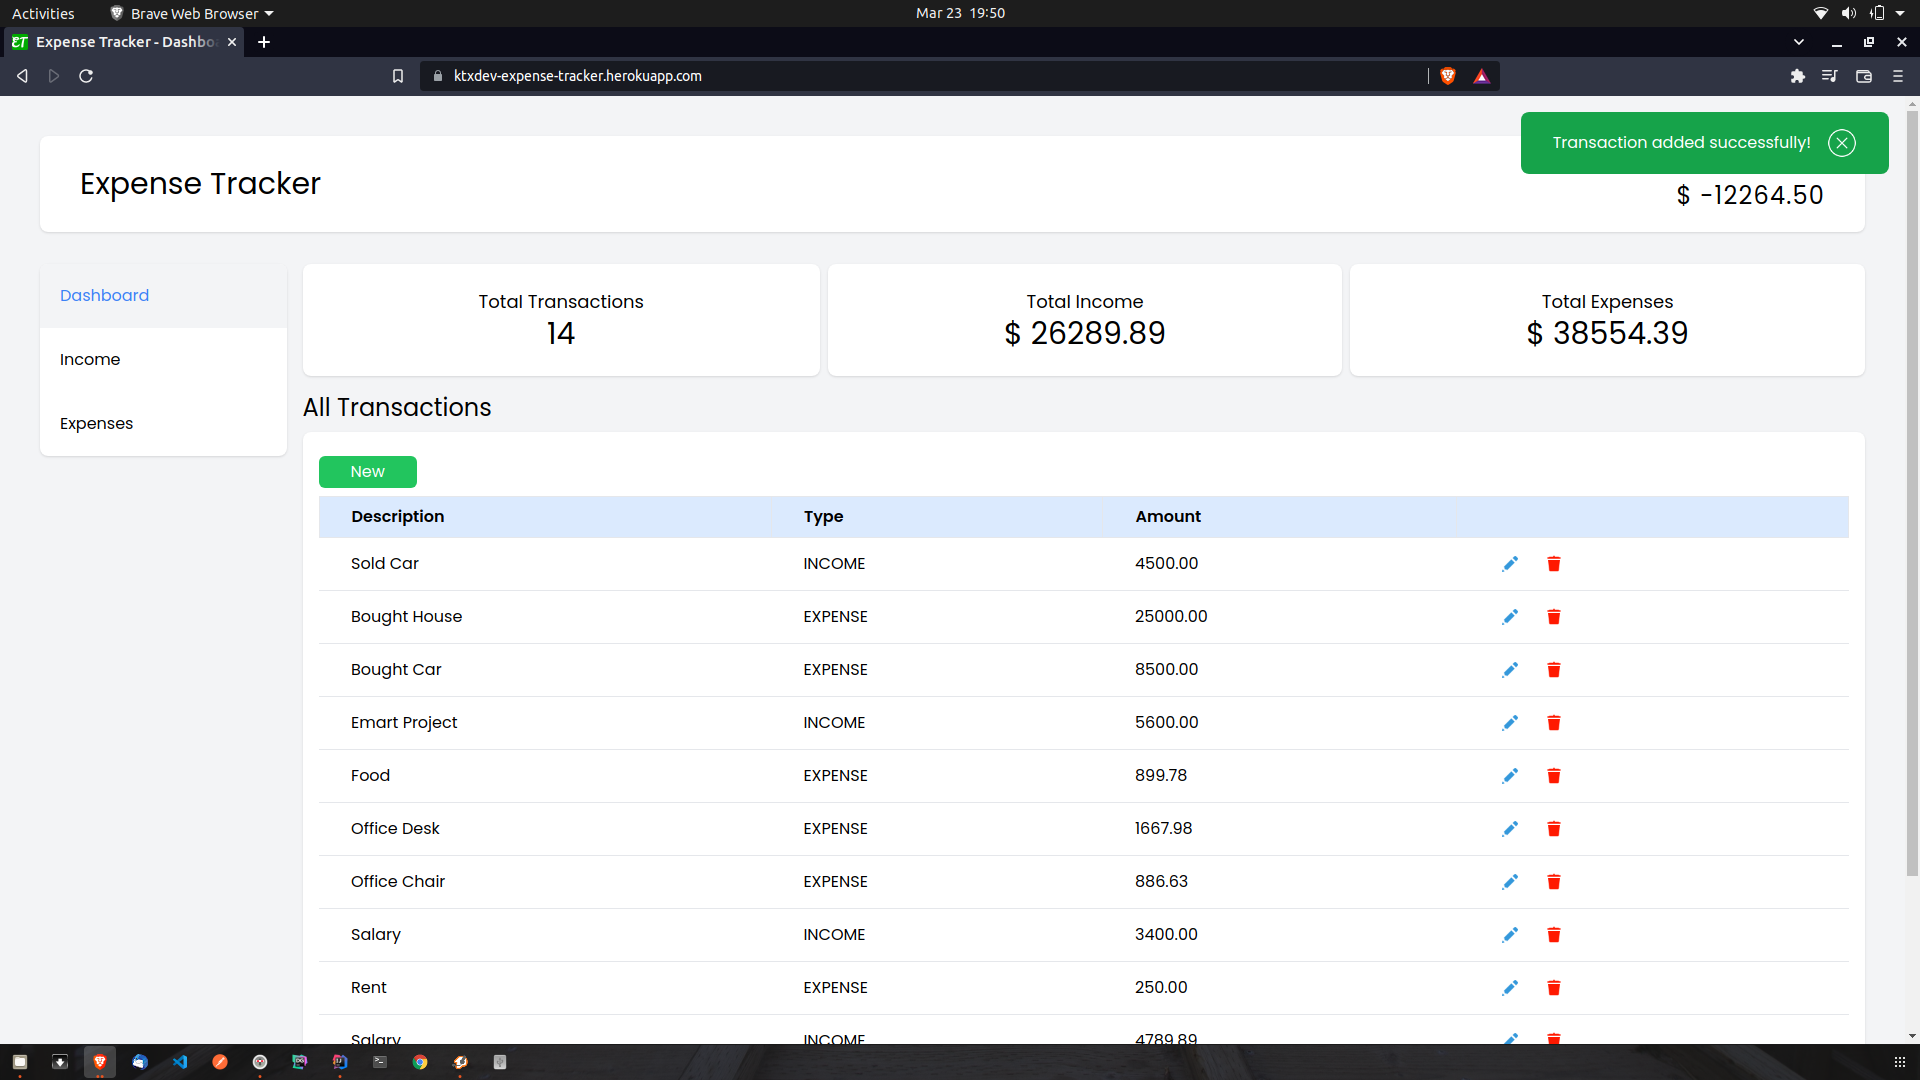 Activities Brave Web Browser Mar 23 19:50
Expense Tracker - Dashbo
ktxdev-expense-tracker.herokuapp.com
Transaction added successfully!
Expense Tracker
$ -12264.50
Dashboard
Income
Expenses
Total Transactions
14
Total Income
$ 26289.89
Total Expenses
$ 38554.39
All Transactions
New
Description Type Amount
Sold Car INCOME 4500.00
Bought House EXPENSE 25000.00
Bought Car EXPENSE 8500.00
Emart Project INCOME 5600.00
Food EXPENSE 899.78
Office Desk EXPENSE 1667.98
Office Chair EXPENSE 886.63
Salary INCOME 3400.00
Rent EXPENSE 250.00
Salary INCOME 4789.89